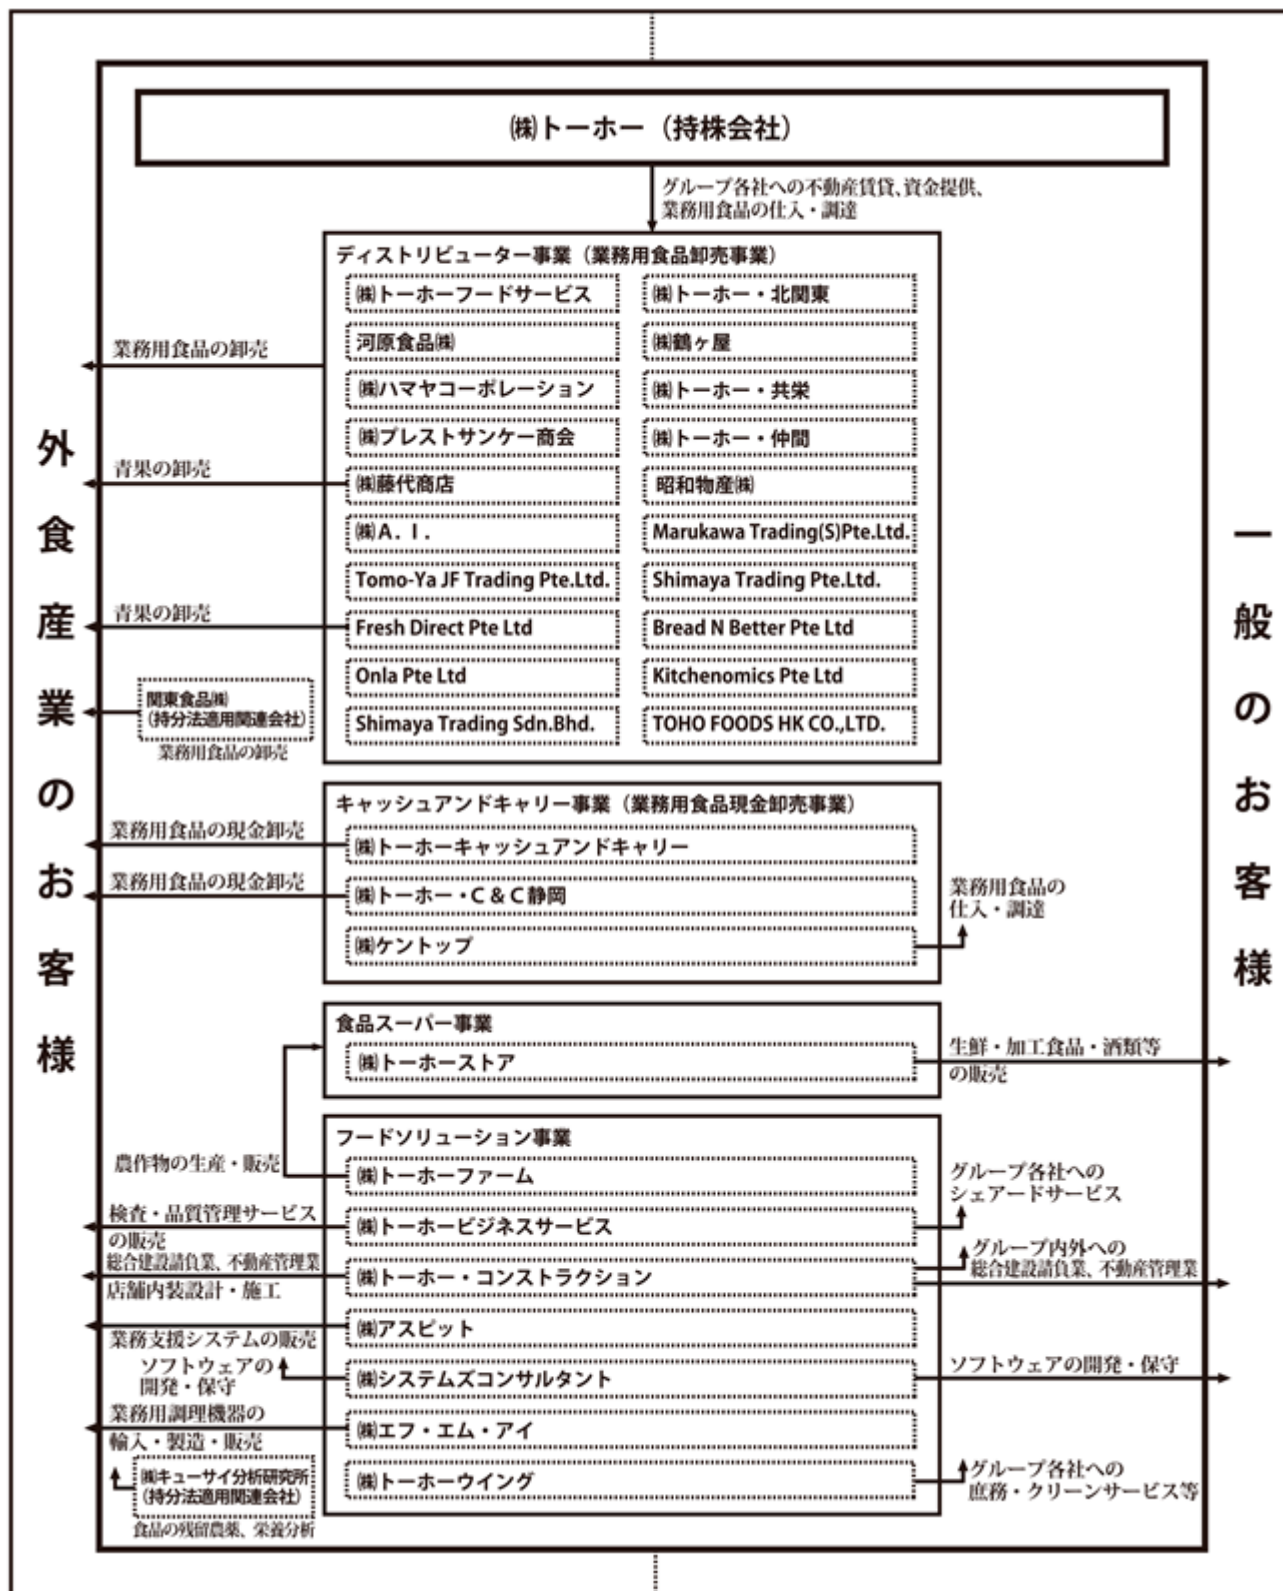 ㈱トーホー（持株会社）
グループ各社への不動産賃貸、資金提供、
業務用食品の仕入・調達
ディストリビューター事業（業務用食品卸売事業）
㈱トーホーフードサービス
㈱トーホー・北関東
河原食品㈱
㈱鶴ヶ屋
㈱ハマヤコーポレーション
㈱トーホー・共栄
㈱プレストサンケー商会
㈱トーホー・仲間
㈱藤代商店
昭和物産㈱
㈱A．I．
Marukawa Trading(S)Pte.Ltd.
Tomo-Ya JF Trading Pte.Ltd.
Shimaya Trading Pte.Ltd.
Fresh Direct Pte Ltd
Bread N Better Pte Ltd
Onla Pte Ltd
Kitchenomics Pte Ltd
Shimaya Trading Sdn.Bhd.
TOHO FOODS HK CO.,LTD.
業務用食品の卸売
青果の卸売
青果の卸売
関東食品㈱
（持分法適用関連会社）
業務用食品の卸売
外食産業のお客様
一般のお客様
キャッシュアンドキャリー事業（業務用食品現金卸売事業）
業務用食品の現金卸売
㈱トーホーキャッシュアンドキャリー
業務用食品の現金卸売
㈱トーホー・C＆C静岡
㈱ケントップ
業務用食品の
仕入・調達
食品スーパー事業
㈱トーホーストア
生鮮・加工食品・酒類等
の販売
フードソリューション事業
農作物の生産・販売
㈱トーホーファーム
検査・品質管理サービス
の販売
㈱トーホービジネスサービス
グループ各社への
シェアードサービス
総合建設請負業、不動産管理業
店舗内装設計・施工
㈱トーホー・コンストラクション
グループ内外への
総合建設請負業、不動産管理業
㈱アスピット
業務支援システムの販売
ソフトウェアの
開発・保守
㈱システムズコンサルタント
ソフトウェアの開発・保守
業務用調理機器の
輸入・製造・販売
㈱エフ・エム・アイ
㈱キューサイ分析研究所
（持分法適用関連会社）
食品の残留農薬、栄養分析
㈱トーホーウイング
グループ各社への
庶務・クリーンサービス等